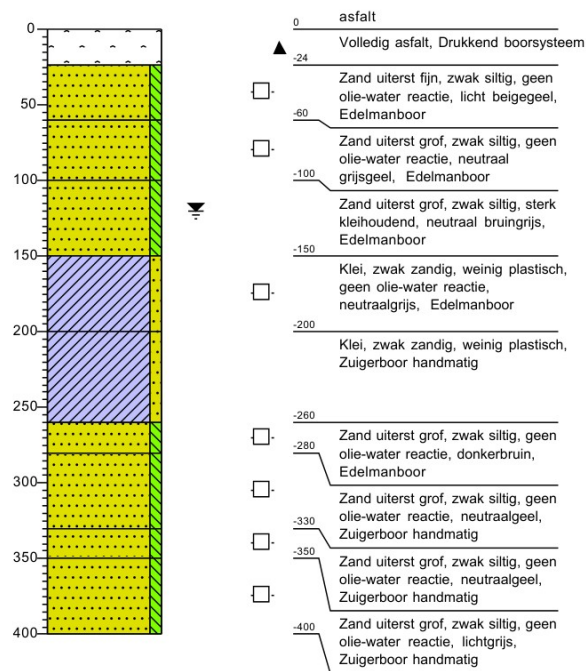 asfalt
0
Volledig asfalt, Drukkend boorsysteem
-24
Zand uiterst fijn, zwak siltig, geen
olie-water reactie, licht beigegeel,
Edelmanboor
-60
Zand uiterst grof, zwak siltig, geen
olie-water reactie, neutraal
grijsgeel, Edelmanboor
-100
Zand uiterst grof, zwak siltig, sterk
kleihoudend, neutraal bruingrijs,
Edelmanboor
-150
Klei, zwak zandig, weinig plastisch,
geen olie-water reactie,
neutraalgrijs, Edelmanboor
-200
Klei, zwak zandig, weinig plastisch,
Zuigerboor handmatig
-260
Zand uiterst grof, zwak siltig, geen
olie-water reactie, donkerbruin,
Edelmanboor
-280
Zand uiterst grof, zwak siltig, geen
olie-water reactie, neutraalgeel,
Zuigerboor handmatig
-330
Zand uiterst grof, zwak siltig, geen
olie-water reactie, neutraalgeel,
Zuigerboor handmatig
-350
Zand uiterst grof, zwak siltig, geen
olie-water reactie, lichtgrijs,
Zuigerboor handmatig
-400
0
50
100
150
200
250
300
350
400